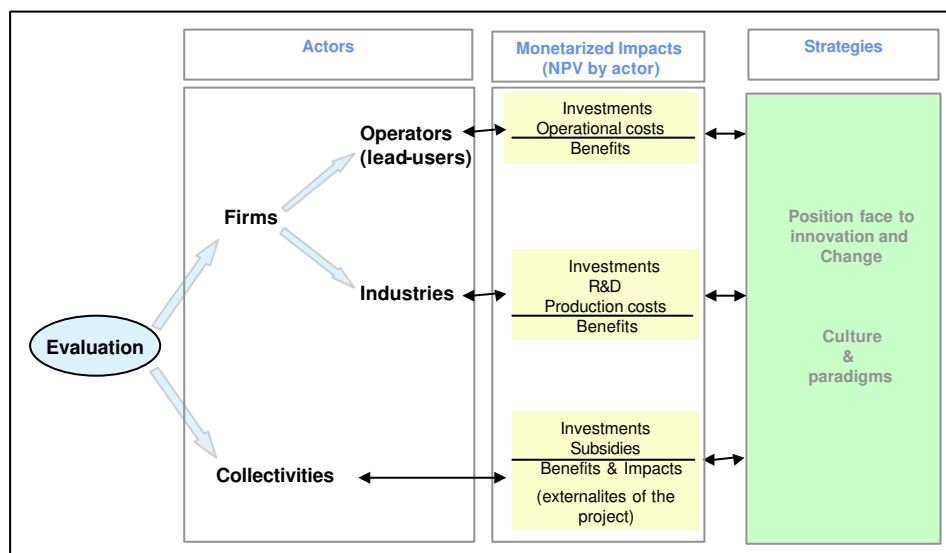 Actors
Monetarized Impacts
(NPV by actor)
Strategies
Evaluation
Firms
Operators
(lead-users)
Industries
Collectivities
Investments
Operational costs
Benefits
Investments
R&D
Production costs
Benefits
Investments
Subsidies
Benefits & Impacts
(externalites of the
project)
Position face to
innovation and
Change
Culture
&
paradigms